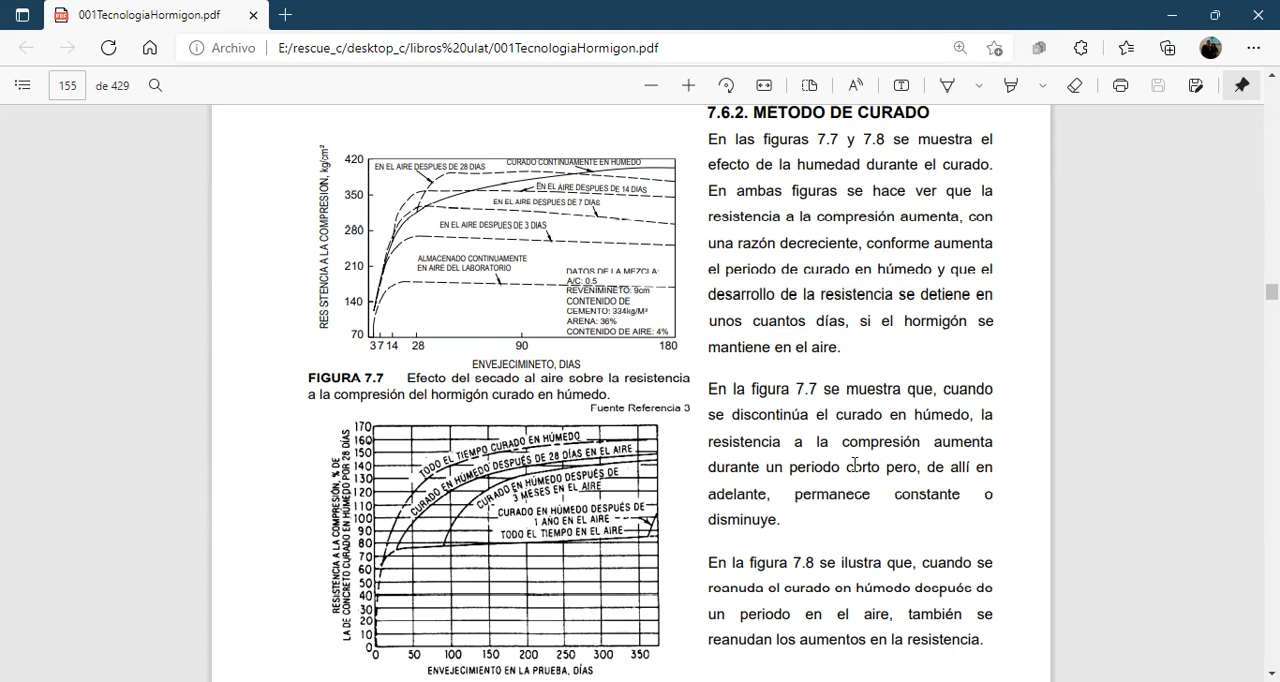 001TecnologiaHormigon.pdf
Archivo
E:/rescue_c/desktop_c/libros%20ulat/001TecnologiaHormigon.pdf
155 de 429
7.6.2. METODO DE CURADO
En las figuras 7.7 y 7.8 se muestra el
efecto de la humedad durante el curado.
En ambas figuras se hace ver que la
resistencia a la compresión aumenta, con
una razón decreciente, conforme aumenta
el periodo de curado en húmedo y que el
desarrollo de la resistencia se detiene en
unos cuantos días, si el hormigón se
mantiene en el aire.
En la figura 7.7 se muestra que, cuando
se discontinúa el curado en húmedo, la
resistencia a la compresión aumenta
durante un periodo corto pero, de allí en
adelante, permanece constante o
disminuye.
En la figura 7.8 se ilustra que, cuando se
reanuda el curado en húmedo después de
un periodo en el aire, también se
reanudan los aumentos en la resistencia.
RESISTENCIA A LA COMPRESION, kg/cm²
420
350
280
210
140
70
3 7 14 28 90 180
EN EL AIRE DESPUES DE 28 DIAS
CURADO CONTINUAMENTE EN HUMEDO
EN EL AIRE DESPUES DE 14 DIAS
EN EL AIRE DESPUES DE 7 DIAS
EN EL AIRE DESPUES DE 3 DIAS
ALMACENADO CONTINUAMENTE
EN AIRE DEL LABORATORIO
DATOS DE LA MEZCLA:
A/C: 0.5
REVENIMINETO: 9cm
CONTENIDO DE
CEMENTO: 334kg/M³
ARENA: 36%
CONTENIDO DE AIRE: 4%
ENVEJECIMINETO, DIAS
FIGURA 7.7 Efecto del secado al aire sobre la resistencia
a la compresión del hormigón curado en húmedo.
Fuente Referencia 3
RESISTENCIA A LA COMPRESIÓN, % DE
LA DE CONCRETO CURADO EN HÚMEDO POR 28 DÍAS
170
160
150
140
130
120
110
100
90
80
70
60
50
40
30
20
10
0
TODO EL TIEMPO CURADO EN HÚMEDO
CURADO EN HÚMEDO DESPUÉS DE 28 DÍAS EN EL AIRE
CURADO EN HÚMEDO DESPUÉS DE
3 MESES EN EL AIRE
CURADO EN HÚMEDO DESPUÉS DE
1 AÑO EN EL AIRE
TODO EL TIEMPO EN EL AIRE
0 50 100 150 200 250 300 350
ENVEJECIMIENTO EN LA PRUEBA, DÍAS